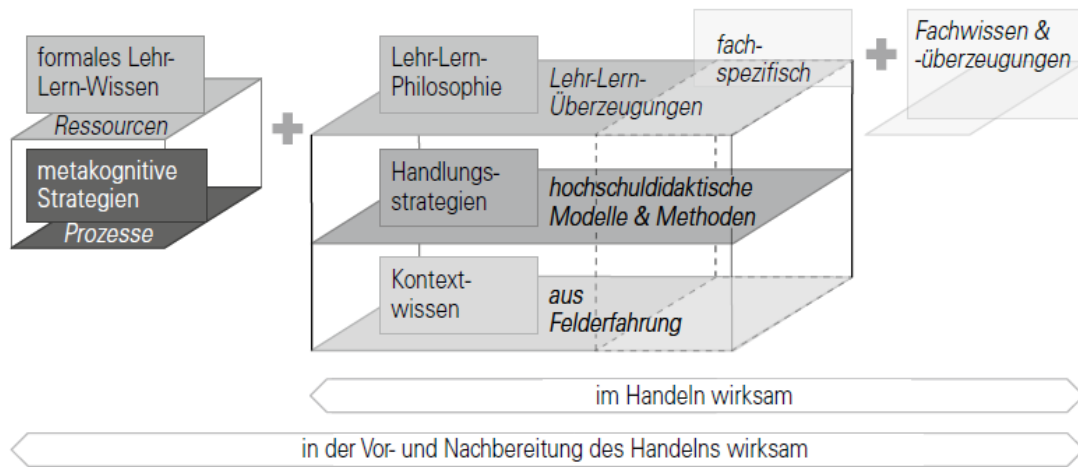 formales Lehr-
Lern-Wissen
Ressourcen
metakognitive
Strategien
Prozesse
Lehr-Lern-
Philosophie
Lehr-Lern-
Überzeugungen
fach-
spezifisch
Fachwissen &
-überzeugungen
Handlungs-
strategien
hochschuldidaktische
Modelle & Methoden
Kontext-
wissen
aus
Felderfahrung
im Handeln wirksam
in der Vor- und Nachbereitung des Handelns wirksam